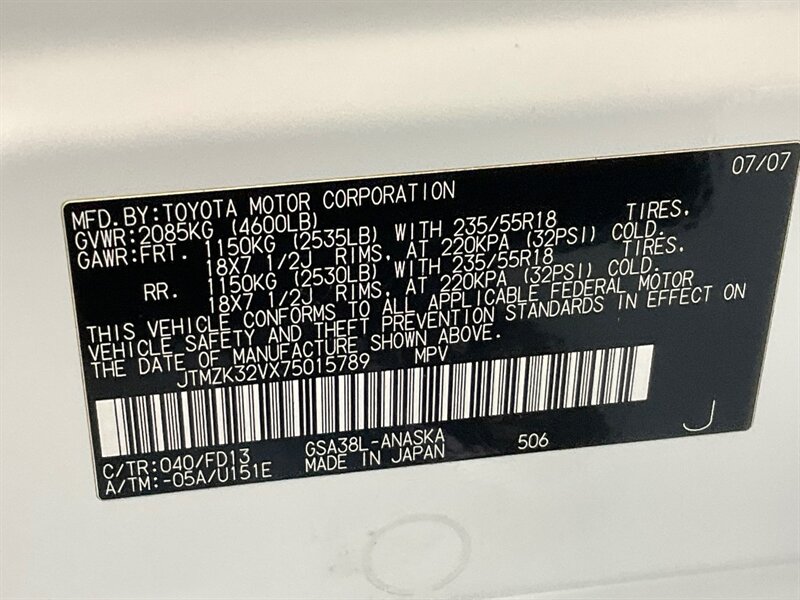 07/07
MFD.BY:TOYOTA MOTOR CORPORATION
GVWR:2085KG (4600LB)
GAWR:FRT. 1150KG (2535LB) WITH 235/55R18 TIRES,
18X7 1/2J RIMS, AT 220KPA (32PSI) COLD.
RR. 1150KG (2530LB) WITH 235/55R18 TIRES,
18X7 1/2J RIMS, AT 220KPA (32PSI) COLD.
THIS VEHICLE CONFORMS TO ALL APPLICABLE FEDERAL MOTOR
VEHICLE SAFETY AND THEFT PREVENTION STANDARDS IN EFFECT ON
THE DATE OF MANUFACTURE SHOWN ABOVE.
JTMZK32VX75015789 MPV
C/TR:040/FD13 GSA38L-ANASKA 506 J
A/TM:-05A/U151E MADE IN JAPAN